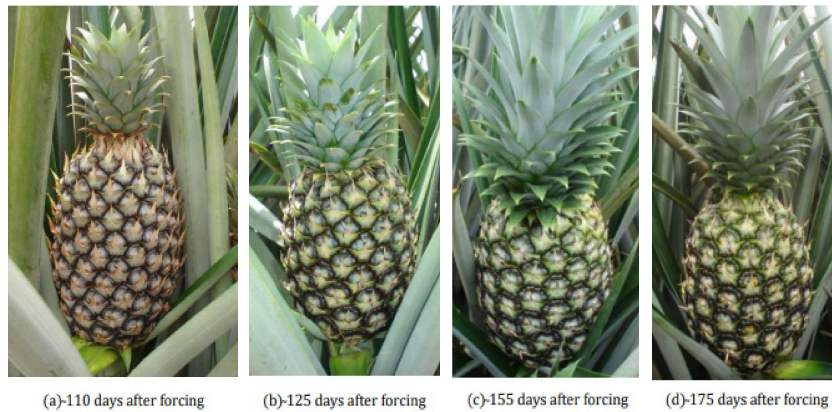 (a)-110 days after forcing
(b)-125 days after forcing
(c)-155 days after forcing
(d)-175 days after forcing